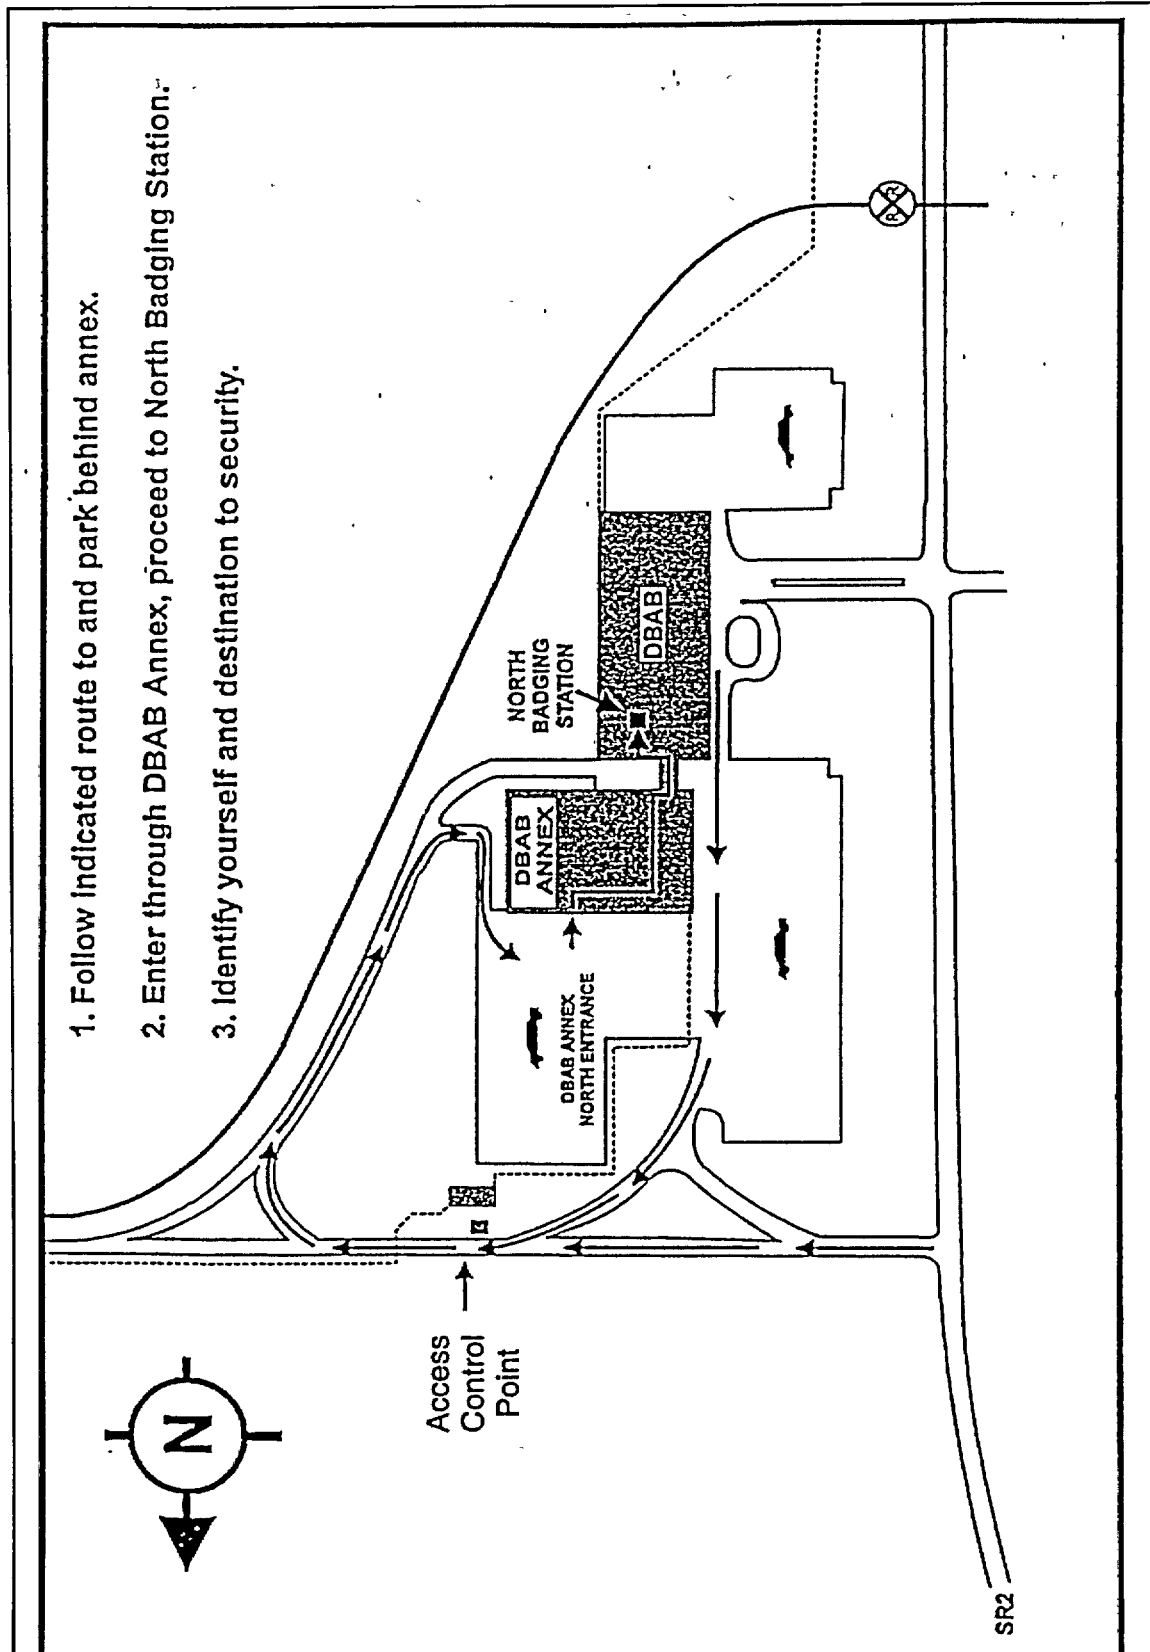 1. Follow indicated route to and park behind annex.
2. Enter through DBAB Annex, proceed to North Badging Station.
3. Identify yourself and destination to security.
N
Access
Control
Point
DBAB
ANNEX
NORTH
BADGING
STATION
DBAB
DBAB ANNEX
NORTH ENTRANCE
R R
SR2